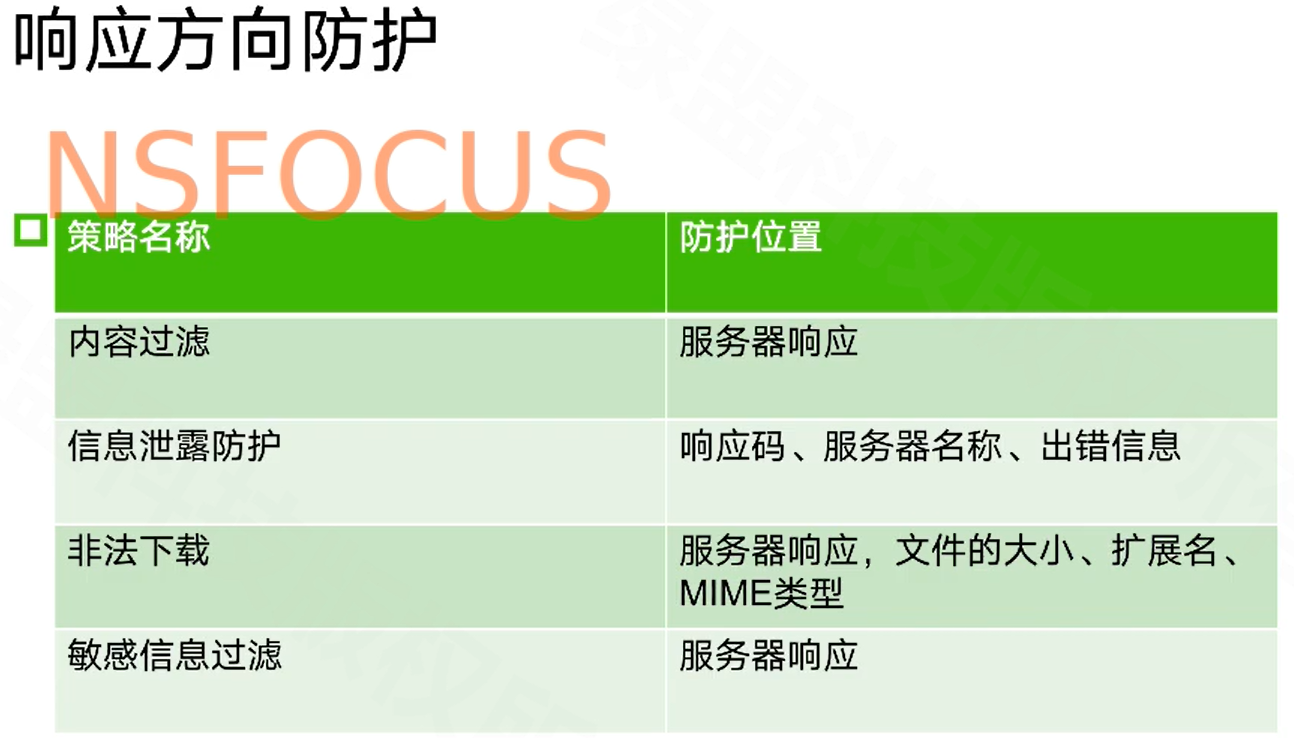 响应方向防护
NSFOCUS
策略名称 防护位置
内容过滤 服务器响应
信息泄露防护 响应码、服务器名称、出错信息
非法下载 服务器响应，文件的大小、扩展名、
MIME类型
敏感信息过滤 服务器响应